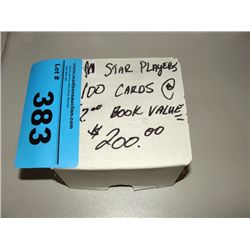 All STAR PLAYERS
100 CARDS @
2.00 BOOK VALUE
$200.00
Lot #
383